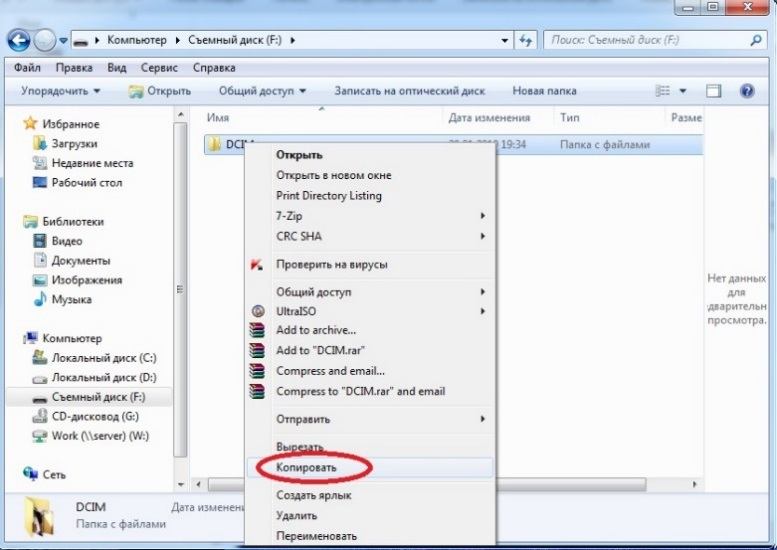 Компьютер ▸ Съемный диск (F:) ▸
Поиск: Съемный диск (F:)
Файл Правка Вид Сервис Справка
Упорядочить Открыть Общий доступ Записать на оптический диск Новая папка
Избранное
Загрузки
Недавние места
Рабочий стол
Библиотеки
Видео
Документы
Изображения
Музыка
Компьютер
Локальный диск (C:)
Локальный диск (D:)
Съемный диск (F:)
CD-дисковод (G:)
Work (\\server) (W:)
Сеть
Имя Дата изменения Тип Разме
19:34 Папка с файлами
Открыть
Открыть в новом окне
Print Directory Listing
7-Zip
CRC SHA
Проверить на вирусы
Общий доступ
UltraISO
Add to archive...
Add to "DCIM.rar"
Compress and email...
Compress to "DCIM.rar" and email
Отправить
Вырезать
Копировать
Создать ярлык
Удалить
Переименовать
Нет данных
для
дварительн
просмотра.
DCIM Дата изменени
Папка с файлами